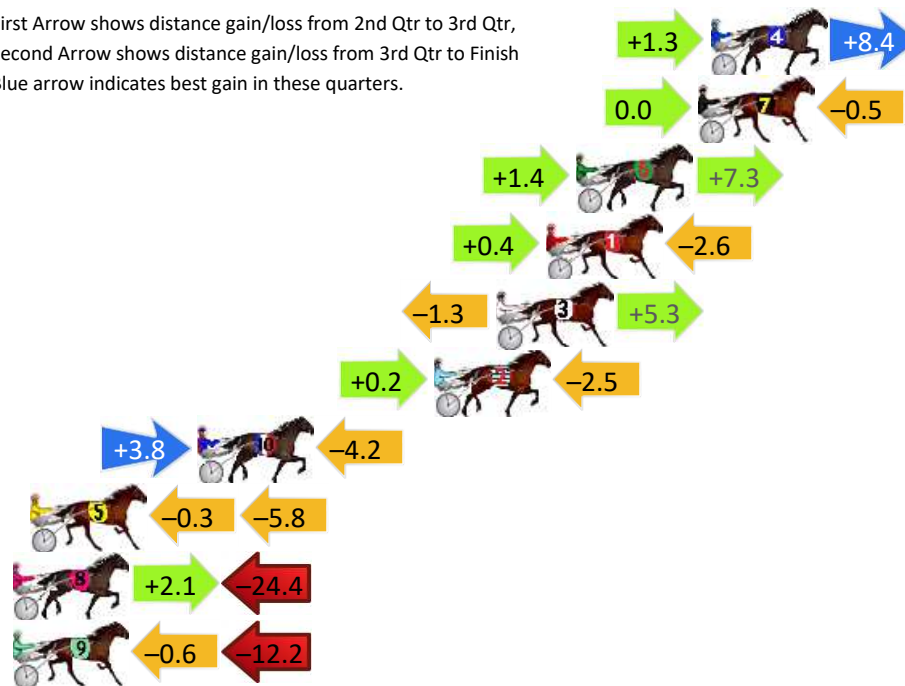 irst Arrow shows distance gain/loss from 2nd Qtr to 3rd Qtr,
econd Arrow shows distance gain/loss from 3rd Qtr to Finish
lue arrow indicates best gain in these quarters.
+1.3 4 +8.4
0.0 7 −0.5
+1.4 6 +7.3
+0.4 1 −2.6
−1.3 3 +5.3
+0.2 2 −2.5
+3.8 10 −4.2
5 −0.3 −5.8
8 +2.1 −24.4
9 −0.6 −12.2